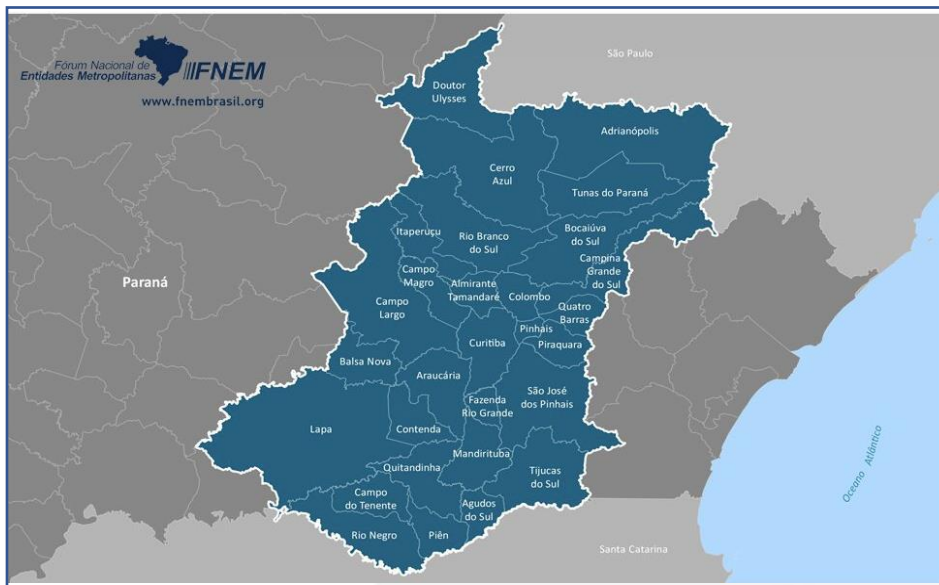 Fórum Nacional de
Entidades Metropolitanas
FNEM
www.fnembrasil.org
São Paulo
Doutor
Ulysses
Adrianópolis
Cerro
Azul
Tunas do Paraná
Itaperuçu
Rio Branco
do Sul
Bocaiúva
do Sul
Campina
Grande
do Sul
Campo
Magro
Almirante
Tamandaré
Colombo
Paraná
Campo
Largo
Quatro
Barras
Pinhais
Curitiba
Piraquara
Balsa Nova
Araucária
São José
dos Pinhais
Fazenda
Rio Grande
Lapa
Contenda
Mandirituba
Quitandinha
Tijucas
do Sul
Campo
do Tenente
Agudos
do Sul
Rio Negro
Piên
Oceano Atlântico
Santa Catarina